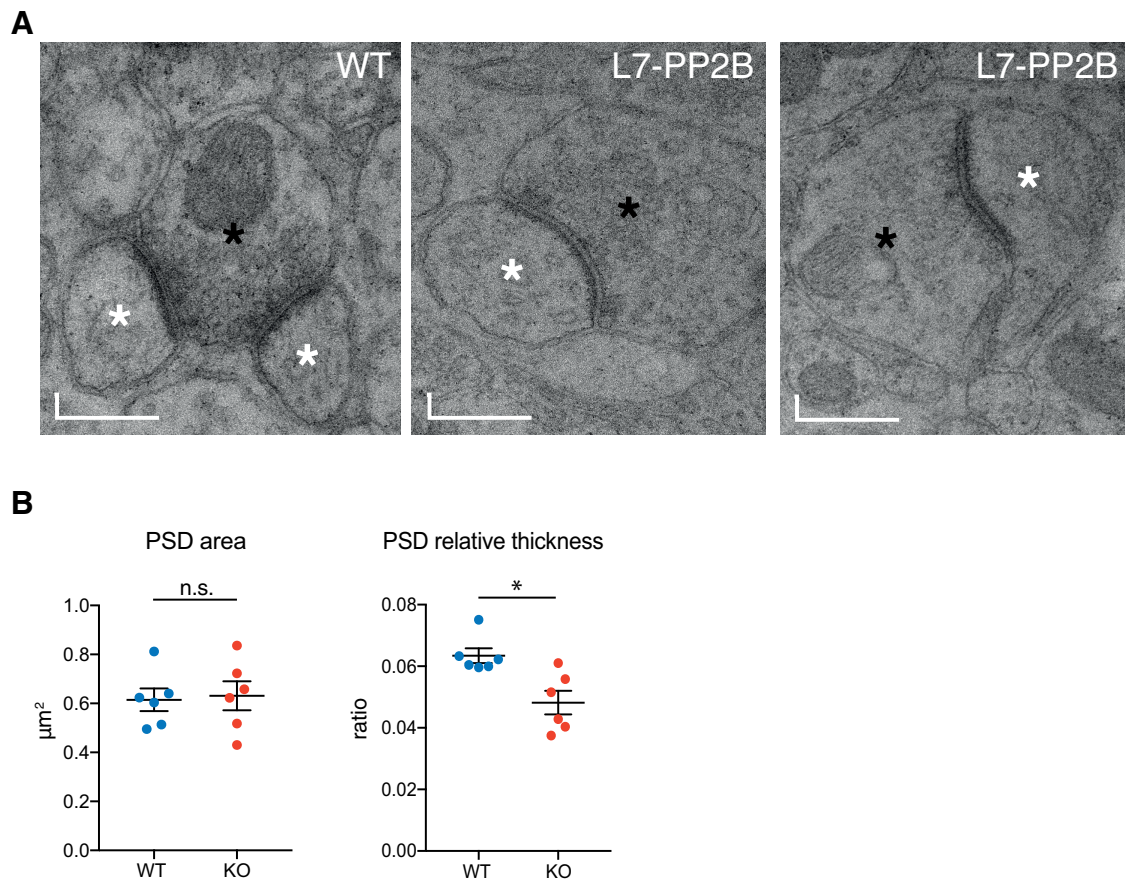 A
WT
L7-PP2B
L7-PP2B
*
*
*
*
*
*
*
B
PSD area
PSD relative thickness
n.s.
*
1.0
0.8
0.6
0.4
0.2
0.0
µm²
WT
KO
0.08
0.06
0.04
0.02
0.00
ratio
WT
KO